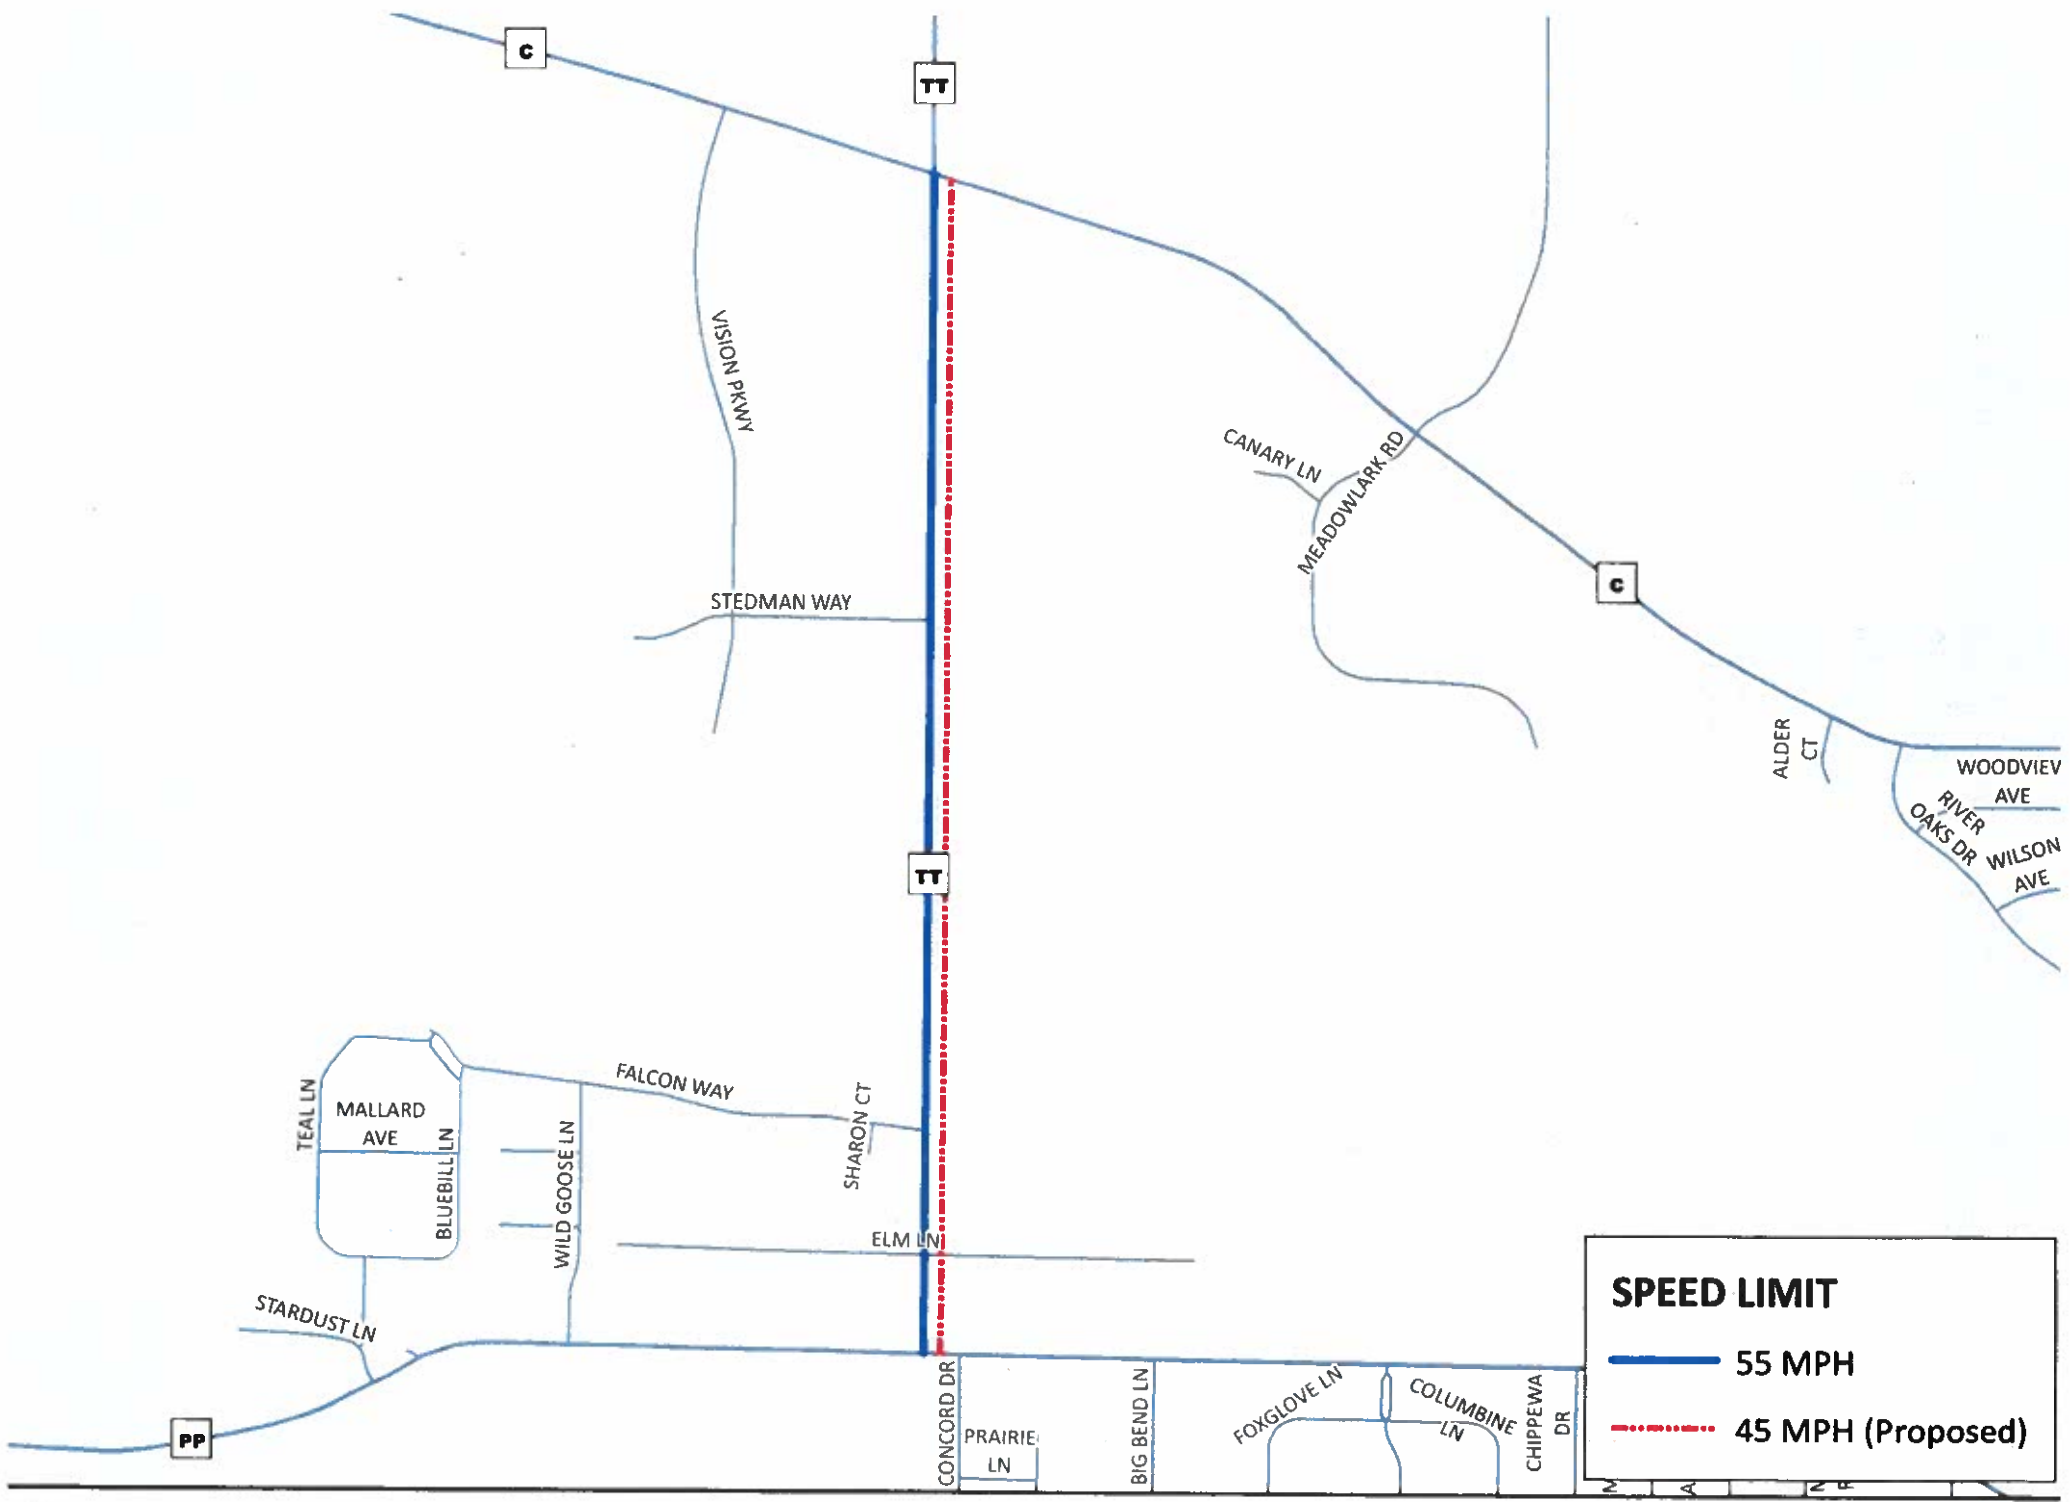 C
TT
VISION PKWY
CANARY LN
MEADOWLARK RD
STEDMAN WAY
C
ALDER
CT
WOODVIEV
AVE
RIVER
OAKS DR
WILSON
AVE
TT
FALCON WAY
TEAL LN
MALLARD
AVE
BLUEBILL LN
WILD GOOSE LN
SHARON CT
ELM LN
STARDUST LN
PP
CONCORD DR
PRAIRIE
LN
BIG BEND LN
FOXGLOVE LN
COLUMBINE
LN
CHIPPEWA
DR
SPEED LIMIT
55 MPH
45 MPH (Proposed)